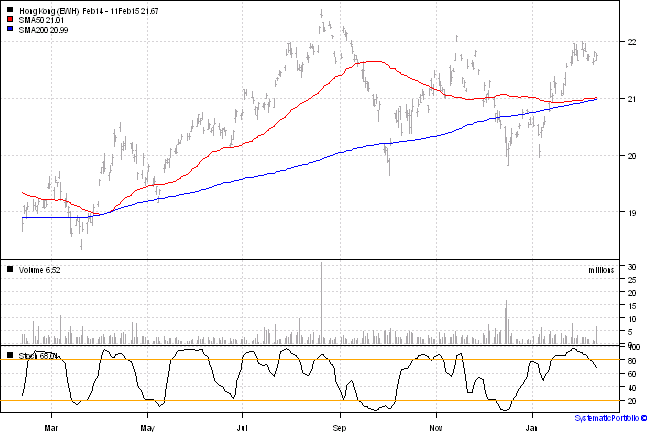 Hong Kong (EWH) Feb14 - 11Feb15 21.67
SMA50 21.01
SMA200 20.99
22
21
20
19
Volume 6.52
millions
30
25
20
15
10
5
0
Stoch
100
80
60
40
20
Mar May Jul Sep Nov Jan
SystematicPortfolio ©